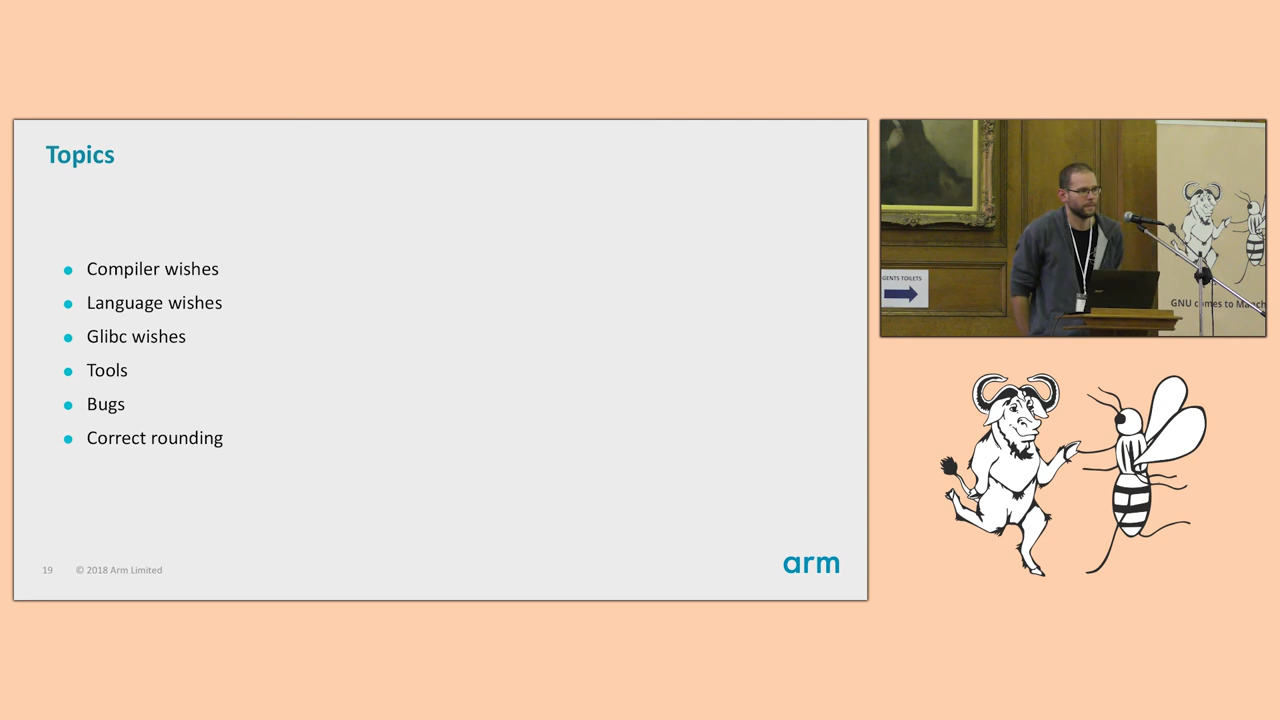 Topics
Compiler wishes
Language wishes
Glibc wishes
Tools
Bugs
Correct rounding
19 © 2018 Arm Limited
arm
GENTS TOILETS
GNU comes to Manch